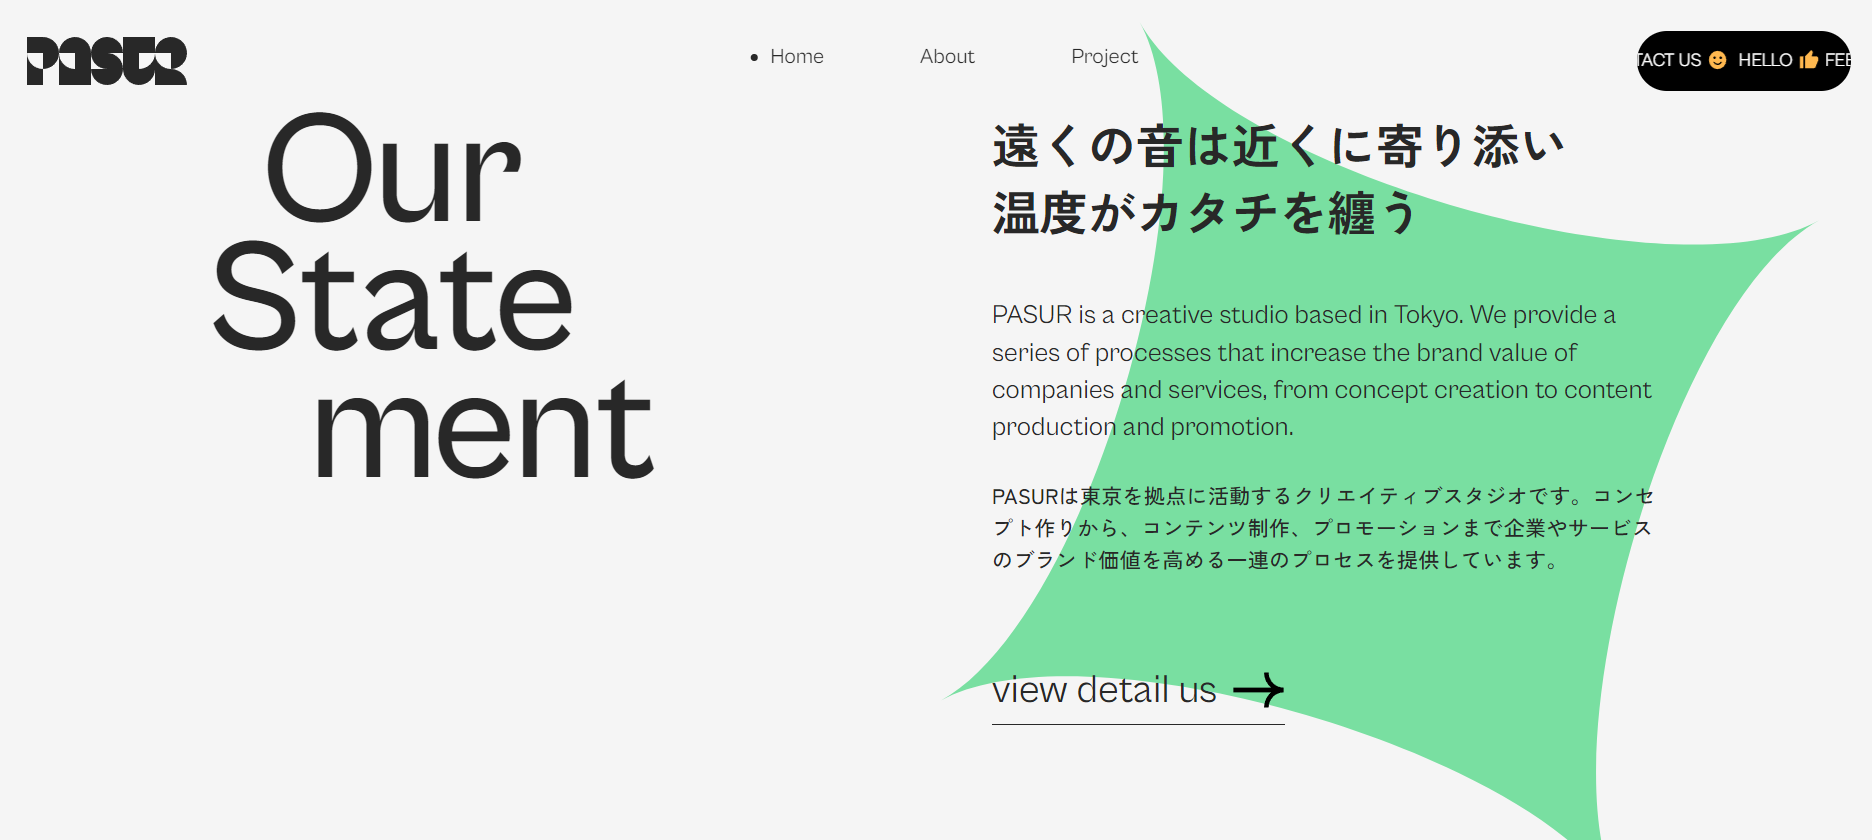 PASUR
Home
About
Project
TACT US 😊 HELLO 👍 FEE
Our
State
ment
遠くの音は近くに寄り添い
温度がカタチを纏う
PASUR is a creative studio based in Tokyo. We provide a
series of processes that increase the brand value of
companies and services, from concept creation to content
production and promotion.
PASURは東京を拠点に活動するクリエイティブスタジオです。コンセ
プト作りから、コンテンツ制作、プロモーションまで企業やサービス
のブランド価値を高める一連のプロセスを提供しています。
view detail us →